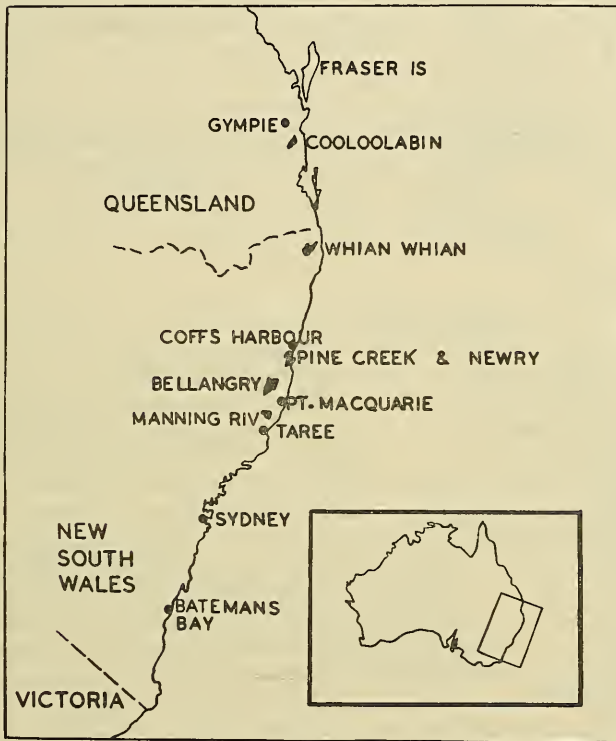 FRASER IS
GYMPIE
COOLOOLABIN
QUEENSLAND
WHIAN WHIAN
COFFS HARBOUR
PINE CREEK & NEWRY
BELLANGRY
PT. MACQUARIE
MANNING RIV
TAREE
SYDNEY
NEW
SOUTH
WALES
BATEMANS
BAY
VICTORIA